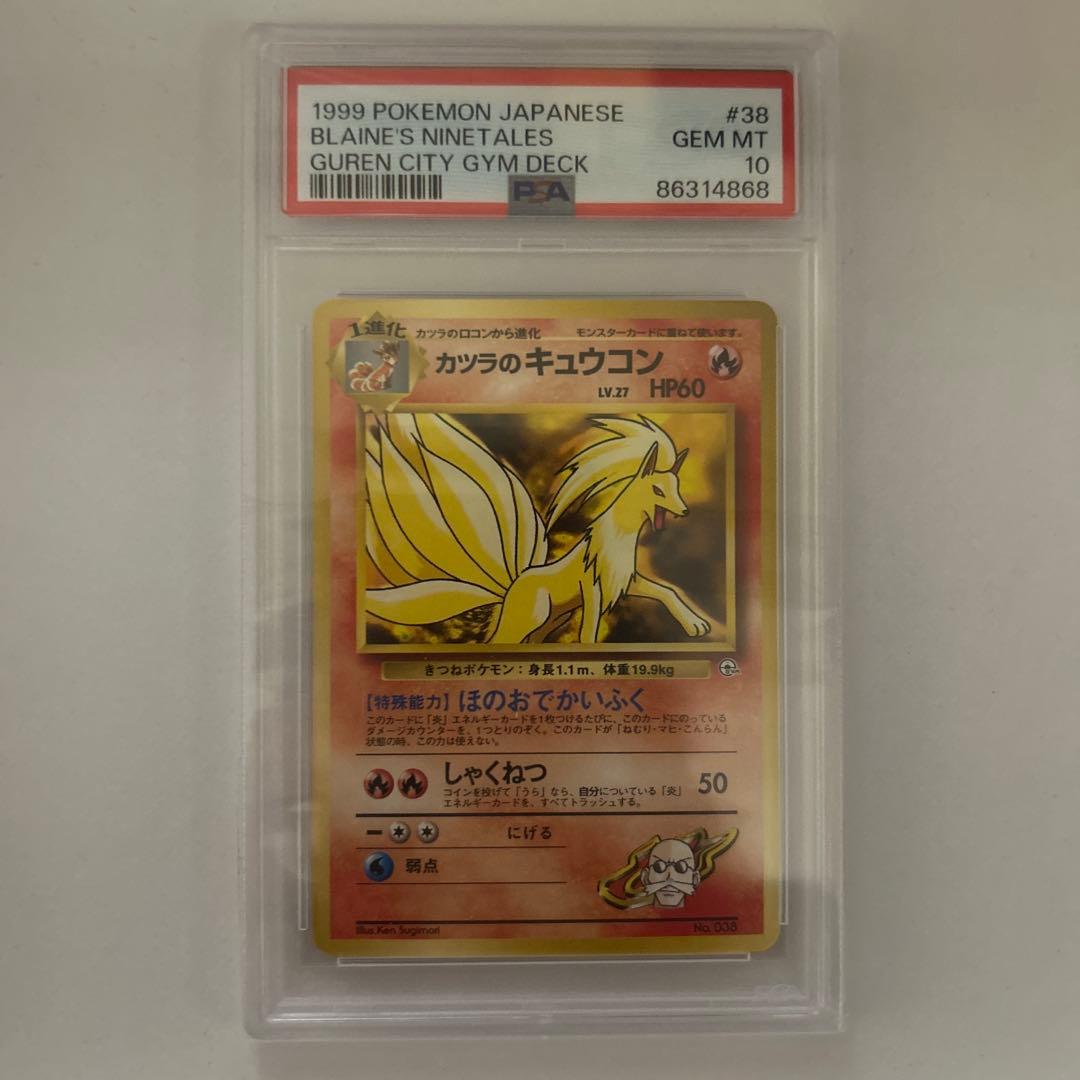 1999 POKEMON JAPANESE #38
BLAINE'S NINETALES GEM MT
GUREN CITY GYM DECK 10
PSA 86314868
1進化 カツラのロコンから進化 モンスターカードに重ねて使います。
カツラのキュウコン
LV.27 HP60
きつねポケモン：身長1.1m、体重19.9kg
[特殊能力] ほのおでかいふく
このカードに「炎」エネルギーカードを1枚つけるたびに、このカードにのっている
ダメージカウンターを、1つとりのぞく。このカードが「ねむり・マヒ・こんらん」
状態の時、この力は使えない。
しゃくねつ 50
コインを投げて「うら」なら、自分についている「炎」
エネルギーカードを、すべてトラッシュする。
ー にげる
弱点
Illus.Ken Sugimori No. 038